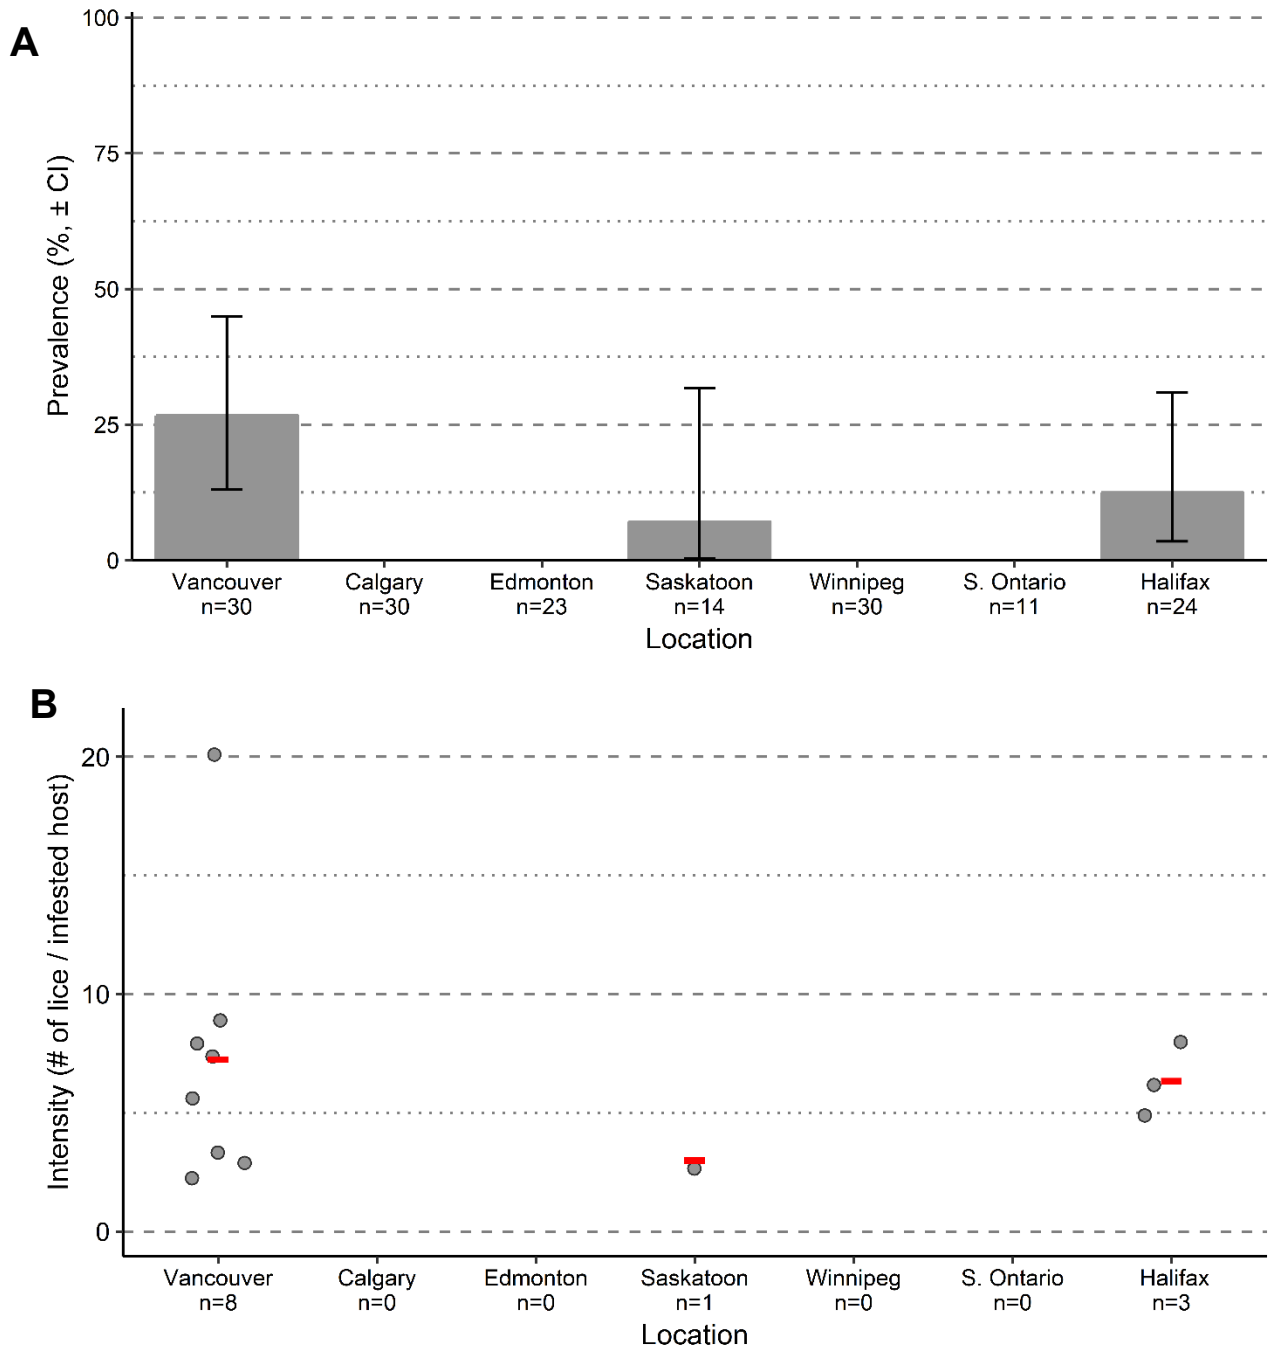 A
Prevalence (%, ± CI)
100
75
50
25
0
Vancouver Calgary Edmonton Saskatoon Winnipeg S. Ontario Halifax
n=30 n=30 n=23 n=14 n=30 n=11 n=24
Location
B
Intensity (# of lice / infested host)
20
10
0
Vancouver Calgary Edmonton Saskatoon Winnipeg S. Ontario Halifax
n=8 n=0 n=0 n=1 n=0 n=0 n=3
Location